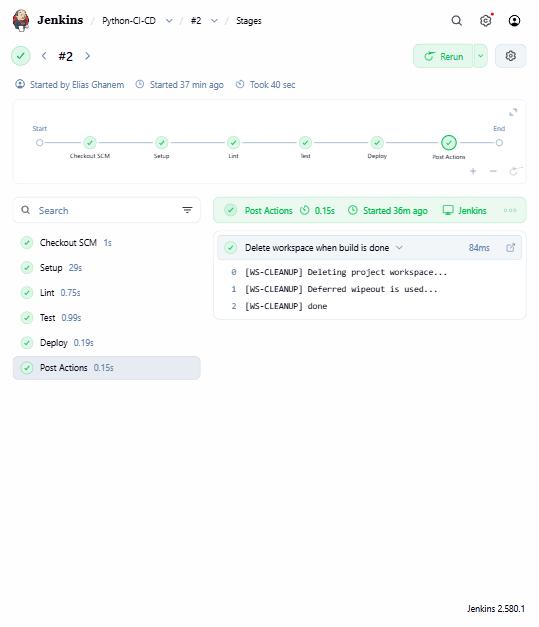 Jenkins / Python-CI-CD / #2 / Stages
#2
Rerun
Started by Elias Ghanem Started 37 min ago Took 40 sec
Start End
Checkout SCM Setup Lint Test Deploy Post Actions
Search
Post Actions 0.15s Started 36m ago Jenkins
Delete workspace when build is done 84ms
0 [WS-CLEANUP] Deleting project workspace...
1 [WS-CLEANUP] Deferred wipeout is used...
2 [WS-CLEANUP] done
Checkout SCM 1s
Setup 29s
Lint 0.75s
Test 0.99s
Deploy 0.19s
Post Actions 0.15s
Jenkins 2.580.1